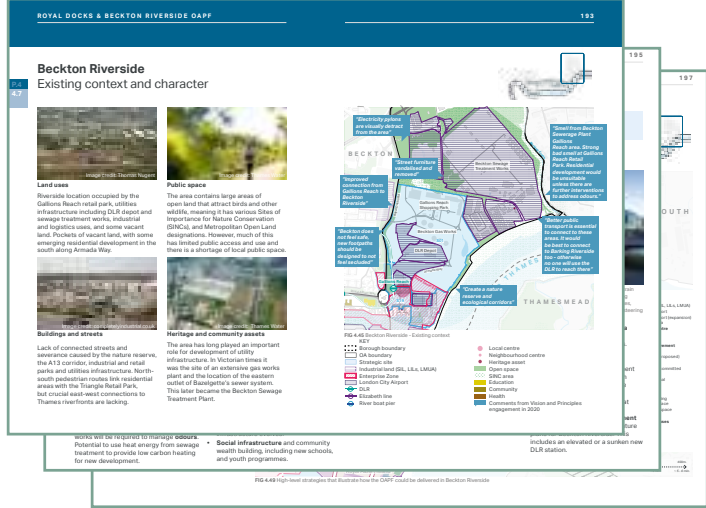 ROYAL DOCKS & BECKTON RIVERSIDE OAPF
193
195
197
P.4
4.7
Beckton Riverside
Existing context and character
Image credit: Thomas Nugent
Land uses
Riverside location occupied by the
Gallions Reach retail park, utilities
infrastructure including DLR depot and
sewage treatment works, industrial
and logistics uses, and some vacant
land. Pockets of vacant land, with some
emerging residential development in the
south along Armada Way.
Public space
The area contains large areas of
open land that attract birds and other
wildlife, meaning it has various Sites of
Importance for Nature Conservation
(SINCs), and Metropolitan Open Land
designations. However, much of this
has limited public access and use and
there is a shortage of local public space.
Buildings and streets
Lack of connected streets and
severance caused by the nature reserve,
the A13 corridor, industrial and retail
parks and utilities infrastructure. North-
south pedestrian routes link residential
areas with the Triangle Retail Park,
but crucial east-west connections to
Thames riverfronts are lacking.
Heritage and community assets
The area has long played an important
role for development of utility
infrastructure. In Victorian times it
was the site of an extensive gas works
plant and the location of the eastern
outlet of Bazelgette's sewer system.
This later became the Beckton Sewage
Treatment Plant.
"Electricity pylons
are visually detract
from the area"
BECKTON
"Street furniture
vandalised and
removed"
"Improved
connection from
Gallions Reach to
Beckton
Riverside"
"Beckton does
not feel safe,
new footpaths
should be
designed to not
feel secluded"
Beckton Sewage
Treatment Works
Gallions Reach
Shopping Park
Beckton Gas Works
DLR Depot
Gallions Reach
"Smell from Beckton
Sewerage Plant
Gallions
Reach area. Strong
bad smell at Gallions
Reach Retail
Park. Residential
development would
be unsuitable
unless there are
further interventions
to address odours."
"Better public
transport is essential
to connect to these
areas. It would
be best to connect
to Barking Riverside
too - otherwise
no one will use the
DLR to reach there"
"Create a nature
reserve and
ecological corridors"
THAMES
THAMESMEAD
FIG 4.45 Beckton Riverside - Existing context
KEY
Borough boundary
OA boundary
Strategic site
Industrial land (SIL, LILs, LMUA)
Enterprise Zone
London City Airport
DLR
Elizabeth line
River boat pier
Local centre
Neighbourhood centre
Heritage asset
Open space
SINC area
Education
Community
Health
Comments from Vision and Principles
engagement in 2020
works will be required to manage odours.
Potential to use heat energy from sewage
treatment to provide low carbon heating
for new development.
• Social infrastructure and community
wealth building, including new schools,
and youth programmes.
includes an elevated or a sunken new
DLR station.
FIG 4.49 High-level strategies that illustrate how the OAPF could be delivered in Beckton Riverside